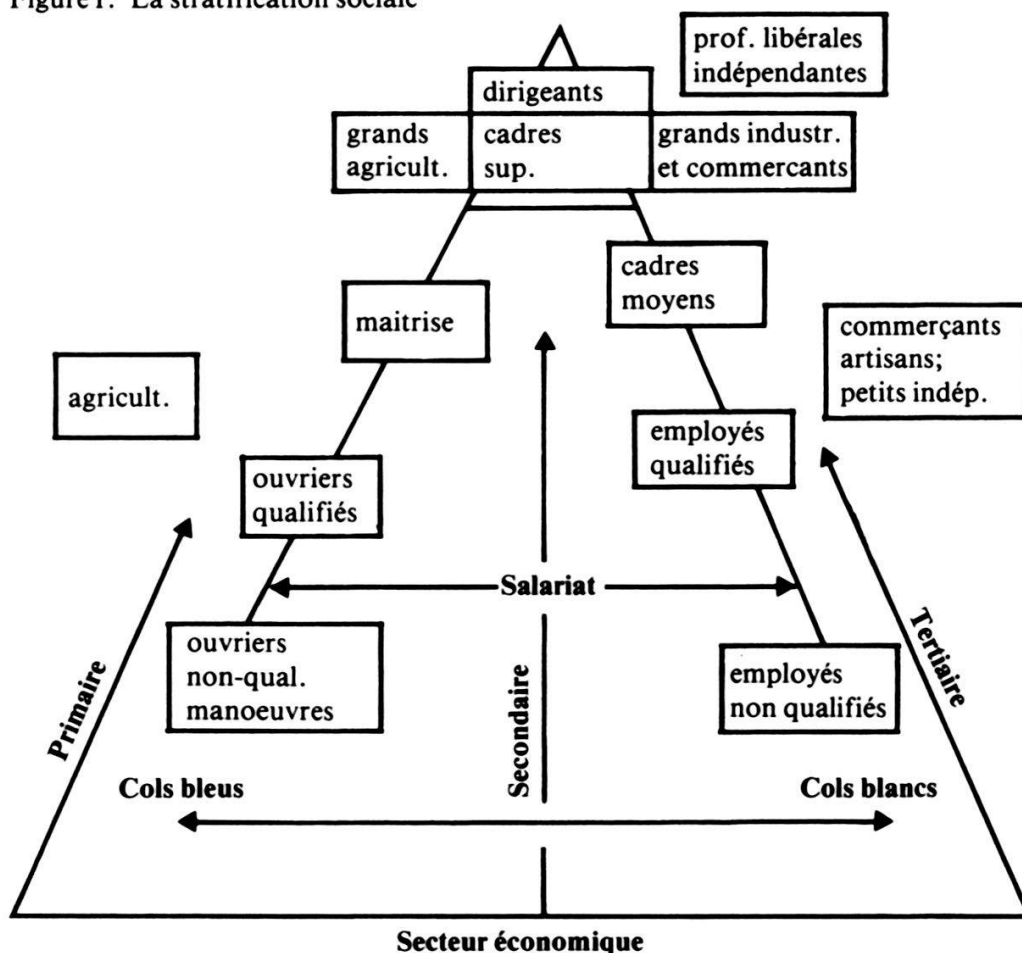 Figure 1: La stratification sociale
prof. libérales
indépendantes
dirigeants
grands
agricult.
cadres
sup.
grands industr.
et commercants
cadres
moyens
maitrise
commerçants
artisans;
petits indép.
agricult.
employés
qualifiés
ouvriers
qualifiés
Salariat
ouvriers
non-qual.
manoeuvres
employés
non qualifiés
Primaire
Secondaire
Tertiaire
Cols bleus
Cols blancs
Secteur économique